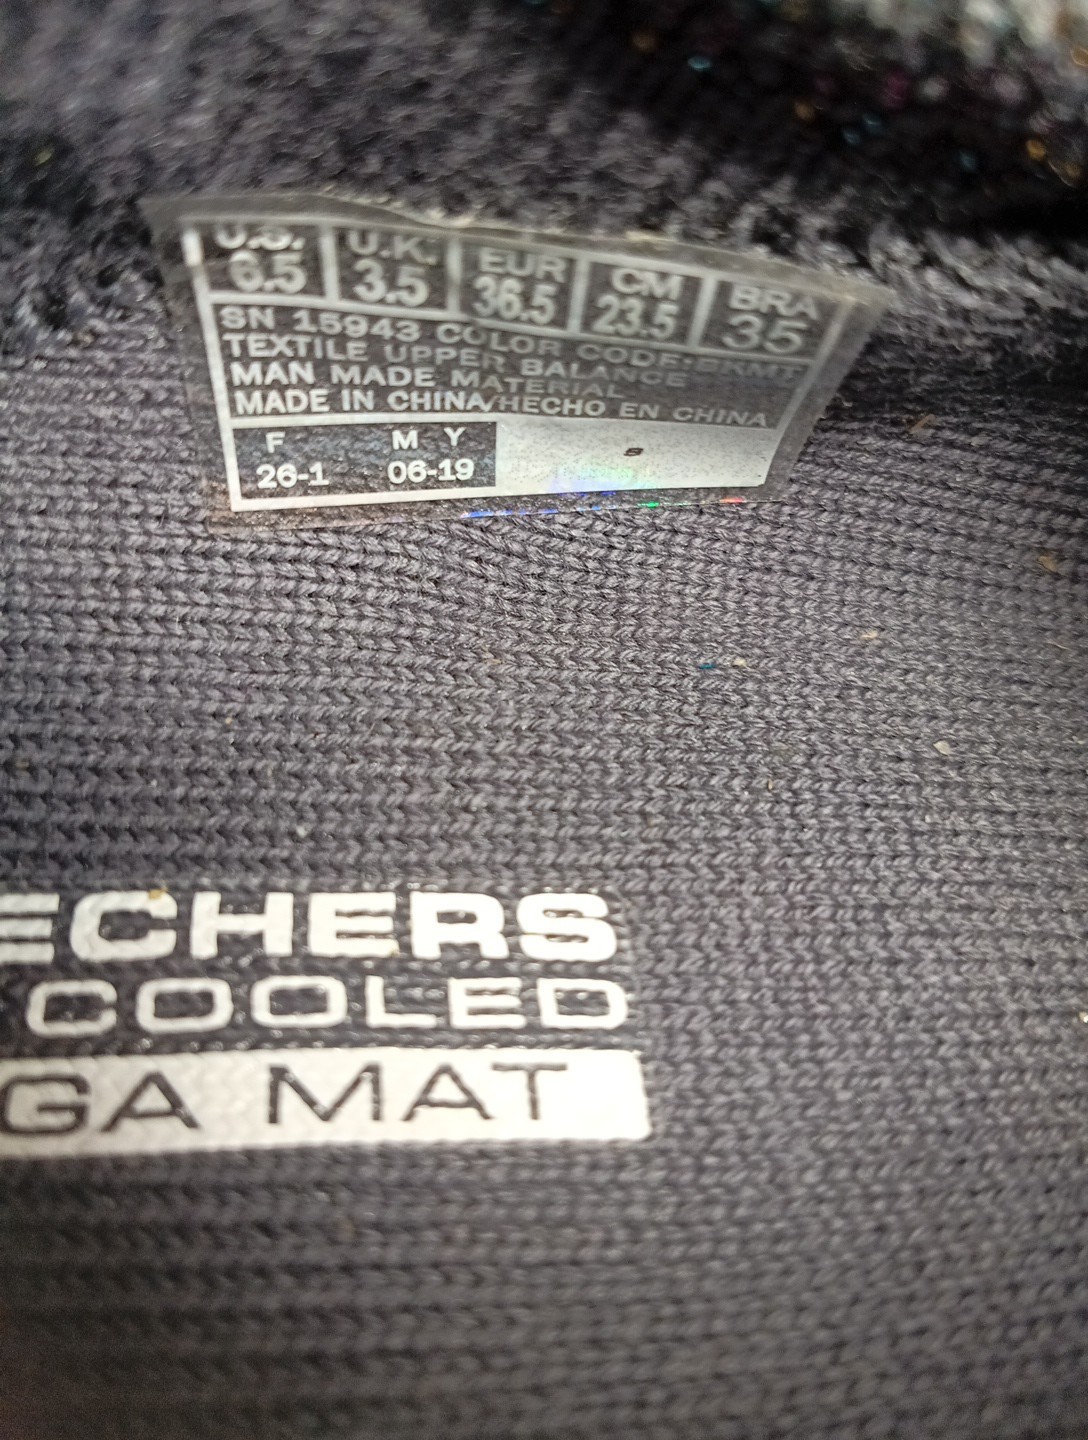 U.S. U.K. EUR CM BRA
6.5 3.5 36.5 23.5 35
SN 15943 COLOR CODE:BKMT
TEXTILE UPPER BALANCE
MAN MADE MATERIAL
MADE IN CHINA/HECHO EN CHINA
F M Y
26-1 06-19
ECHERS
COOLED
GA MAT